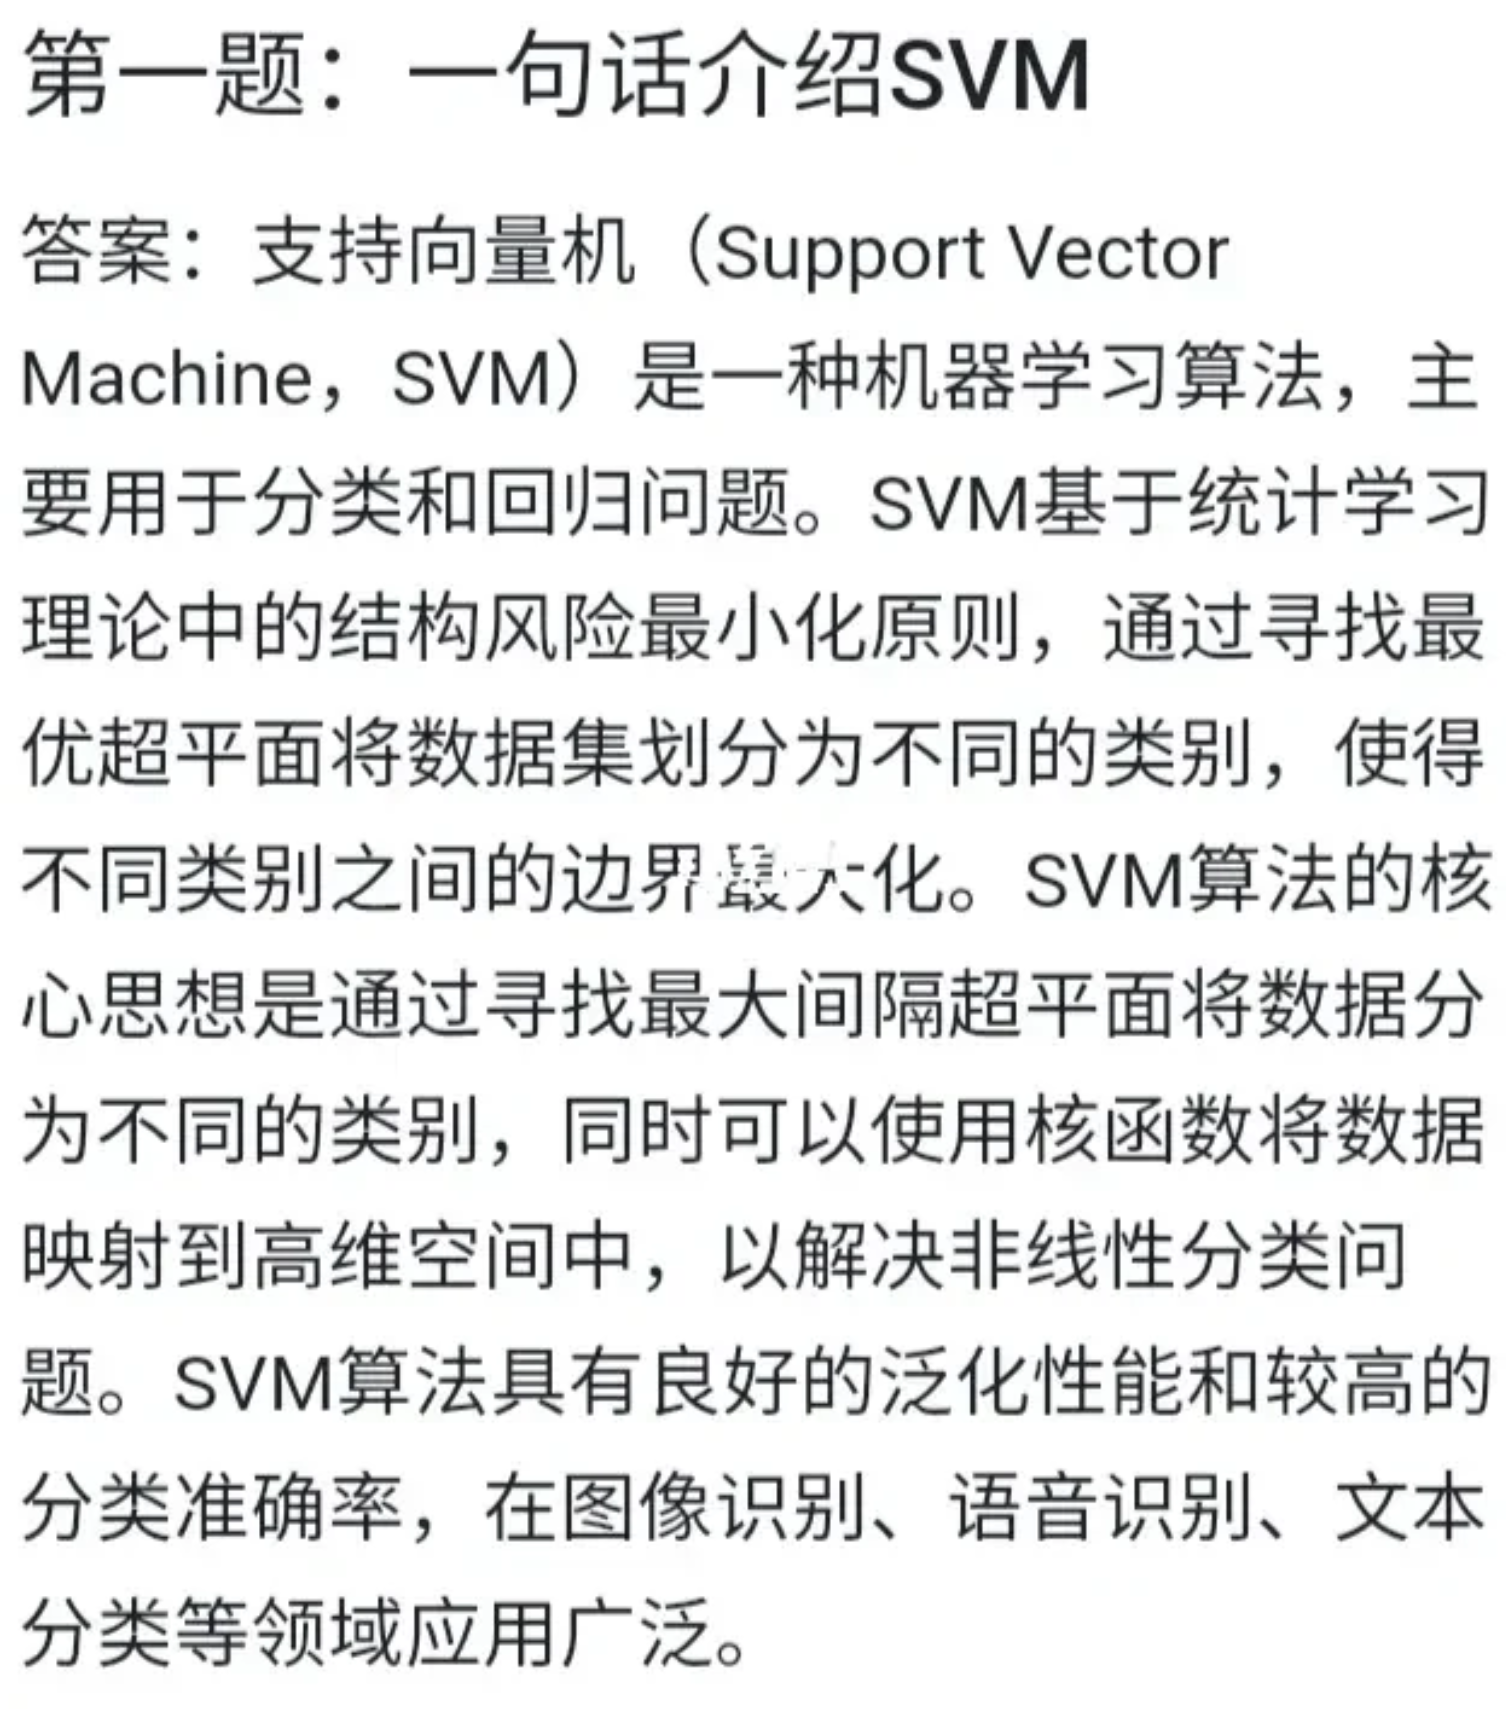 第一题：一句话介绍SVM
答案：支持向量机（Support Vector
Machine，SVM）是一种机器学习算法，主
要用于分类和回归问题。SVM基于统计学习
理论中的结构风险最小化原则，通过寻找最
优超平面将数据集划分为不同的类别，使得
不同类别之间的边界最大化。SVM算法的核
心思想是通过寻找最大间隔超平面将数据分
为不同的类别，同时可以使用核函数将数据
映射到高维空间中，以解决非线性分类问
题。SVM算法具有良好的泛化性能和较高的
分类准确率，在图像识别、语音识别、文本
分类等领域应用广泛。